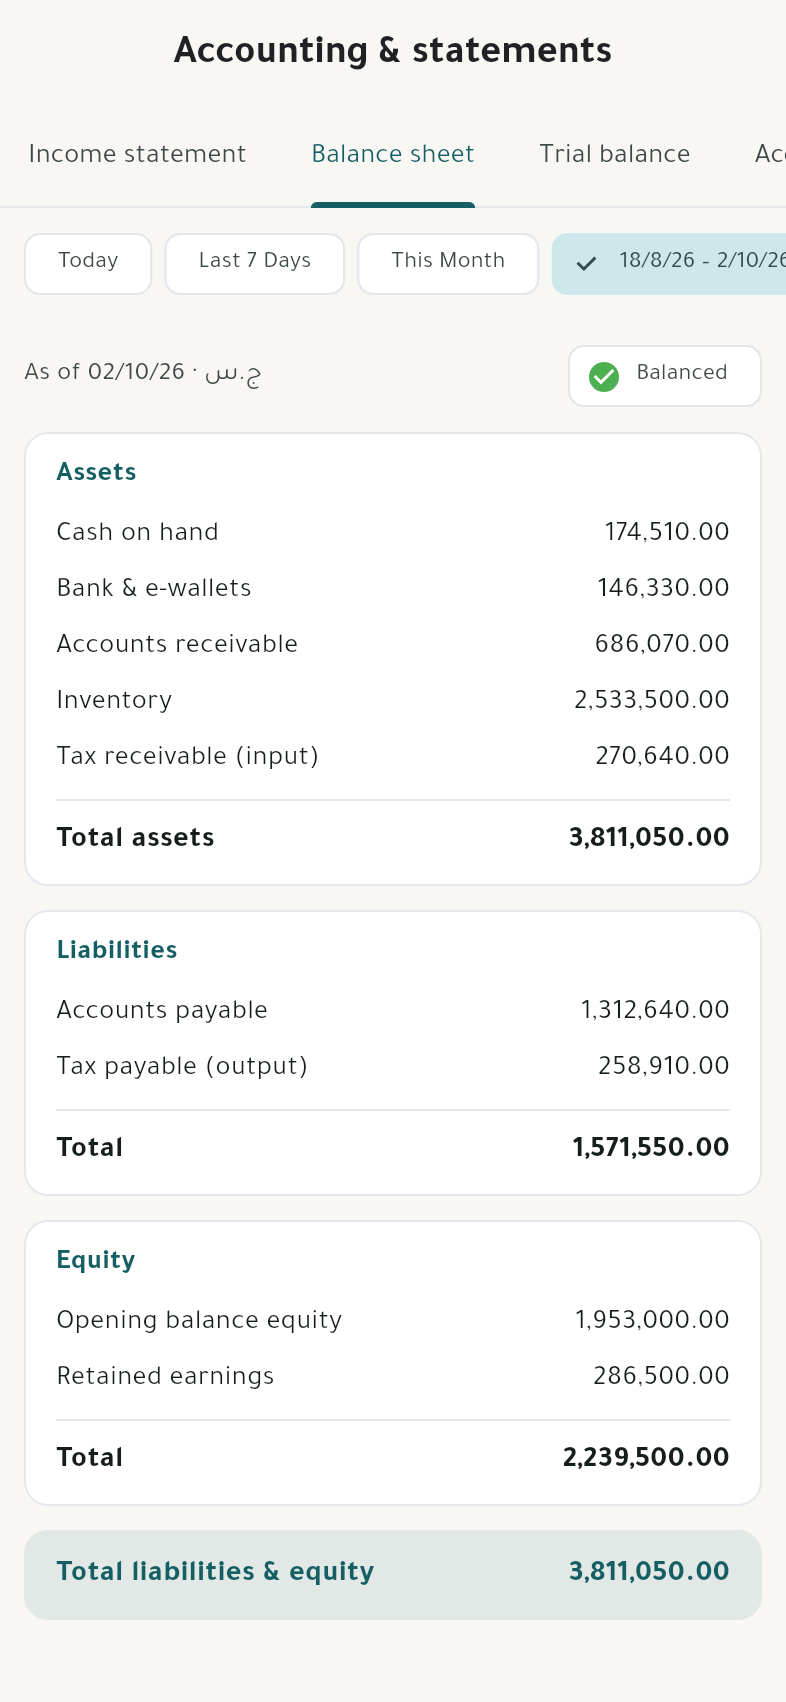 Accounting & statements
Income statement Balance sheet Trial balance
Today Last 7 Days This Month 18/8/26 - 2/10/26
As of 02/10/26 · ج.س Balanced
Assets
Cash on hand 174,510.00
Bank & e-wallets 146,330.00
Accounts receivable 686,070.00
Inventory 2,533,500.00
Tax receivable (input) 270,640.00
Total assets 3,811,050.00
Liabilities
Accounts payable 1,312,640.00
Tax payable (output) 258,910.00
Total 1,571,550.00
Equity
Opening balance equity 1,953,000.00
Retained earnings 286,500.00
Total 2,239,500.00
Total liabilities & equity 3,811,050.00